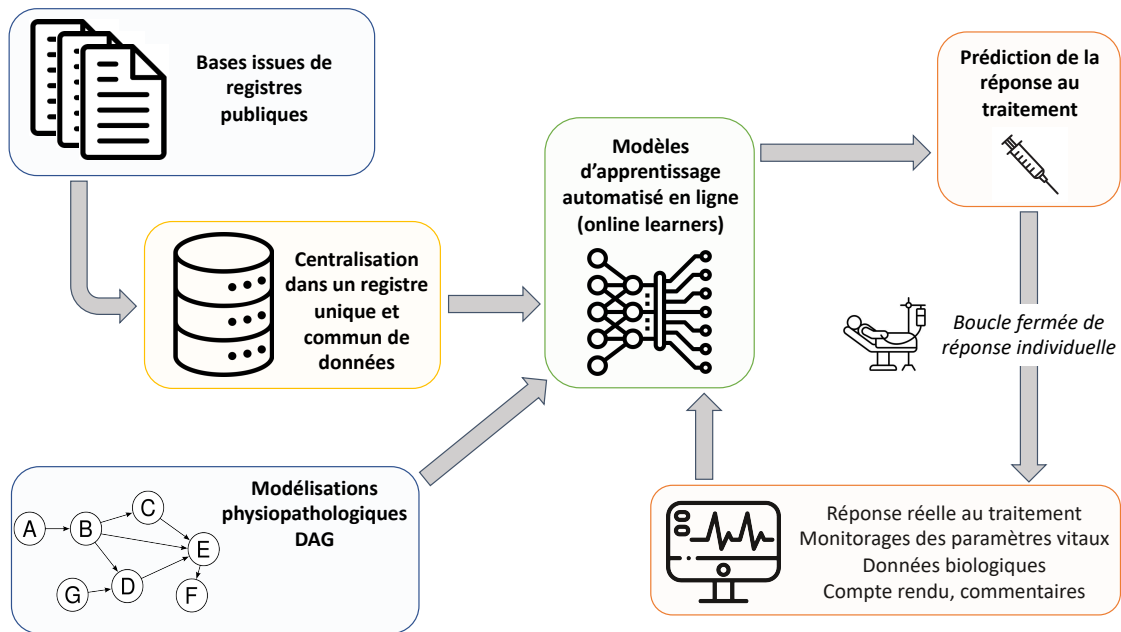 Bases issues de
registres
publiques
Prédiction de la
réponse au
traitement
Modèles
d'apprentissage
automatisé en ligne
(online learners)
Centralisation
dans un registre
unique et
commun de
données
Boucle fermée de
réponse individuelle
Modélisations
physiopathologiques
DAG
A
B
C
D
E
F
G
Réponse réelle au traitement
Monitorages des paramètres vitaux
Données biologiques
Compte rendu, commentaires